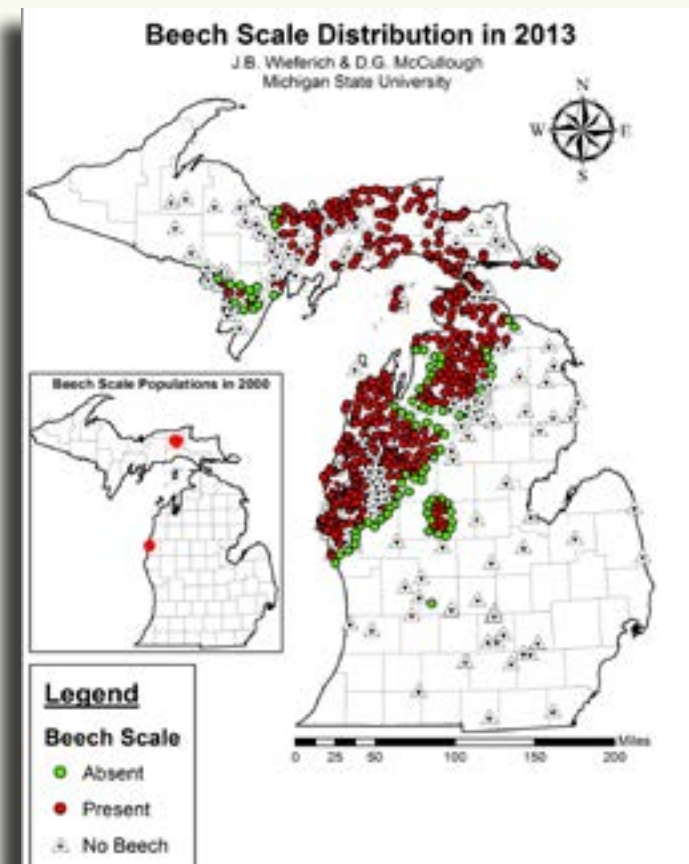 Beech Scale Distribution in 2013
J.B. Wieferich & D.G. McCullough
Michigan State University
N
W
E
S
Beech Scale Populations in 2000
Legend
Beech Scale
Absent
Present
No Beech
Miles
0 25 50 100 150 200